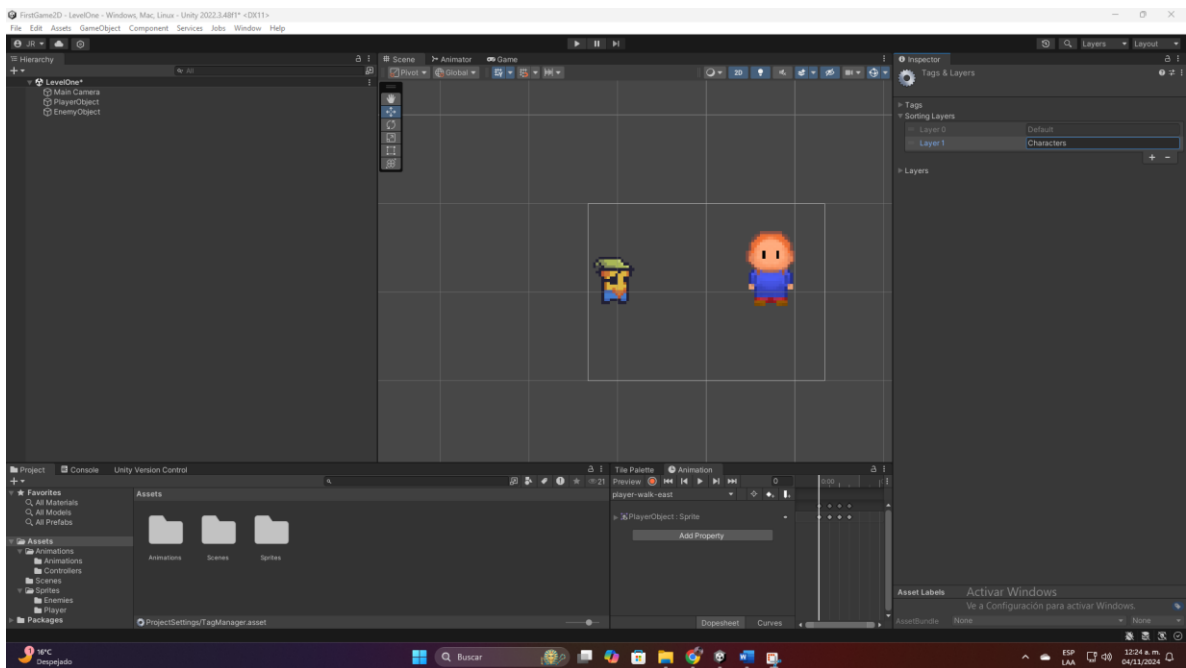 FirstGame2D - LevelOne - Windows, Mac, Linux - Unity 2022.3.48f1* <DX11>
File Edit Assets GameObject Component Services Jobs Window Help
JR
Layers Layout
Hierarchy
Scene Animator Game
Inspector
All
Pivot Global 2D
Tags & Layers
LevelOne*
Main Camera
PlayerObject
EnemyObject
Tags
Sorting Layers
Layer 0 Default
Layer 1 Characters
Layers
Project Console Unity Version Control
Tile Palette Animation
21
Preview 0 0:00
Favorites
All Materials
All Models
All Prefabs
Assets
player-walk-east
PlayerObject : Sprite
Add Property
Assets
Animations
Animations
Controllers
Scenes
Sprites
Enemies
Player
Packages
Animations Scenes Sprites
ProjectSettings/TagManager.asset
Dopesheet Curves
Asset Labels
Activar Windows
Ve a Configuración para activar Windows.
AssetBundle None None
16°C
Despejado
Buscar
ESP
LAA
12:24 a. m.
04/11/2024